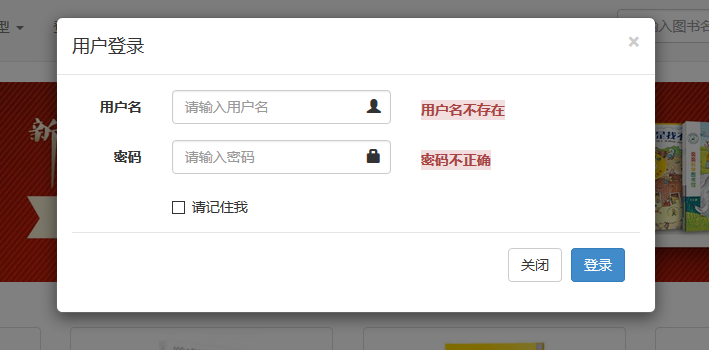 型
入图书名
用户登录
×
用户名
请输入用户名
用户名不存在
密码
请输入密码
密码不正确
请记住我
关闭
登录
新